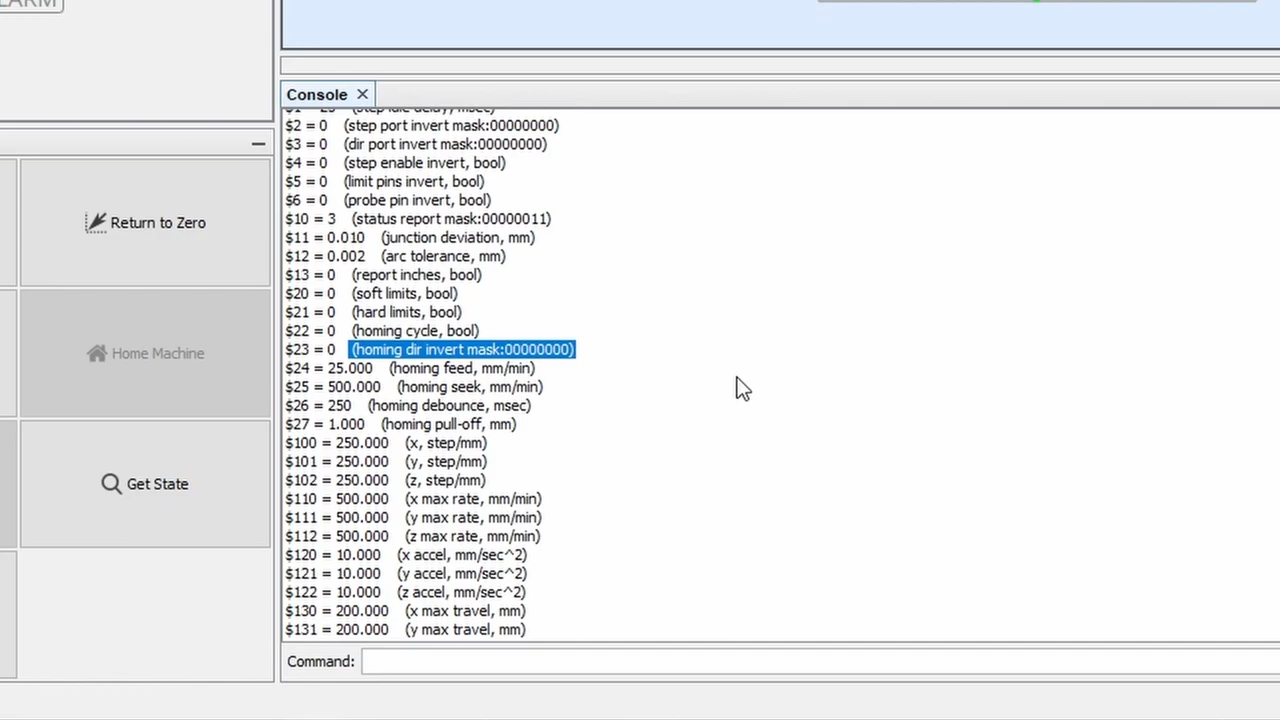 Console
$2 = 0 (step port invert mask:00000000)
$3 = 0 (dir port invert mask:00000000)
$4 = 0 (step enable invert, bool)
$5 = 0 (limit pins invert, bool)
$6 = 0 (probe pin invert, bool)
$10 = 3 (status report mask:00000011)
$11 = 0.010 (junction deviation, mm)
$12 = 0.002 (arc tolerance, mm)
$13 = 0 (report inches, bool)
$20 = 0 (soft limits, bool)
$21 = 0 (hard limits, bool)
$22 = 0 (homing cycle, bool)
$23 = 0 (homing dir invert mask:00000000)
$24 = 25.000 (homing feed, mm/min)
$25 = 500.000 (homing seek, mm/min)
$26 = 250 (homing debounce, msec)
$27 = 1.000 (homing pull-off, mm)
$100 = 250.000 (x, step/mm)
$101 = 250.000 (y, step/mm)
$102 = 250.000 (z, step/mm)
$110 = 500.000 (x max rate, mm/min)
$111 = 500.000 (y max rate, mm/min)
$112 = 500.000 (z max rate, mm/min)
$120 = 10.000 (x accel, mm/sec^2)
$121 = 10.000 (y accel, mm/sec^2)
$122 = 10.000 (z accel, mm/sec^2)
$130 = 200.000 (x max travel, mm)
$131 = 200.000 (y max travel, mm)
Command:
Return to Zero
Home Machine
Get State